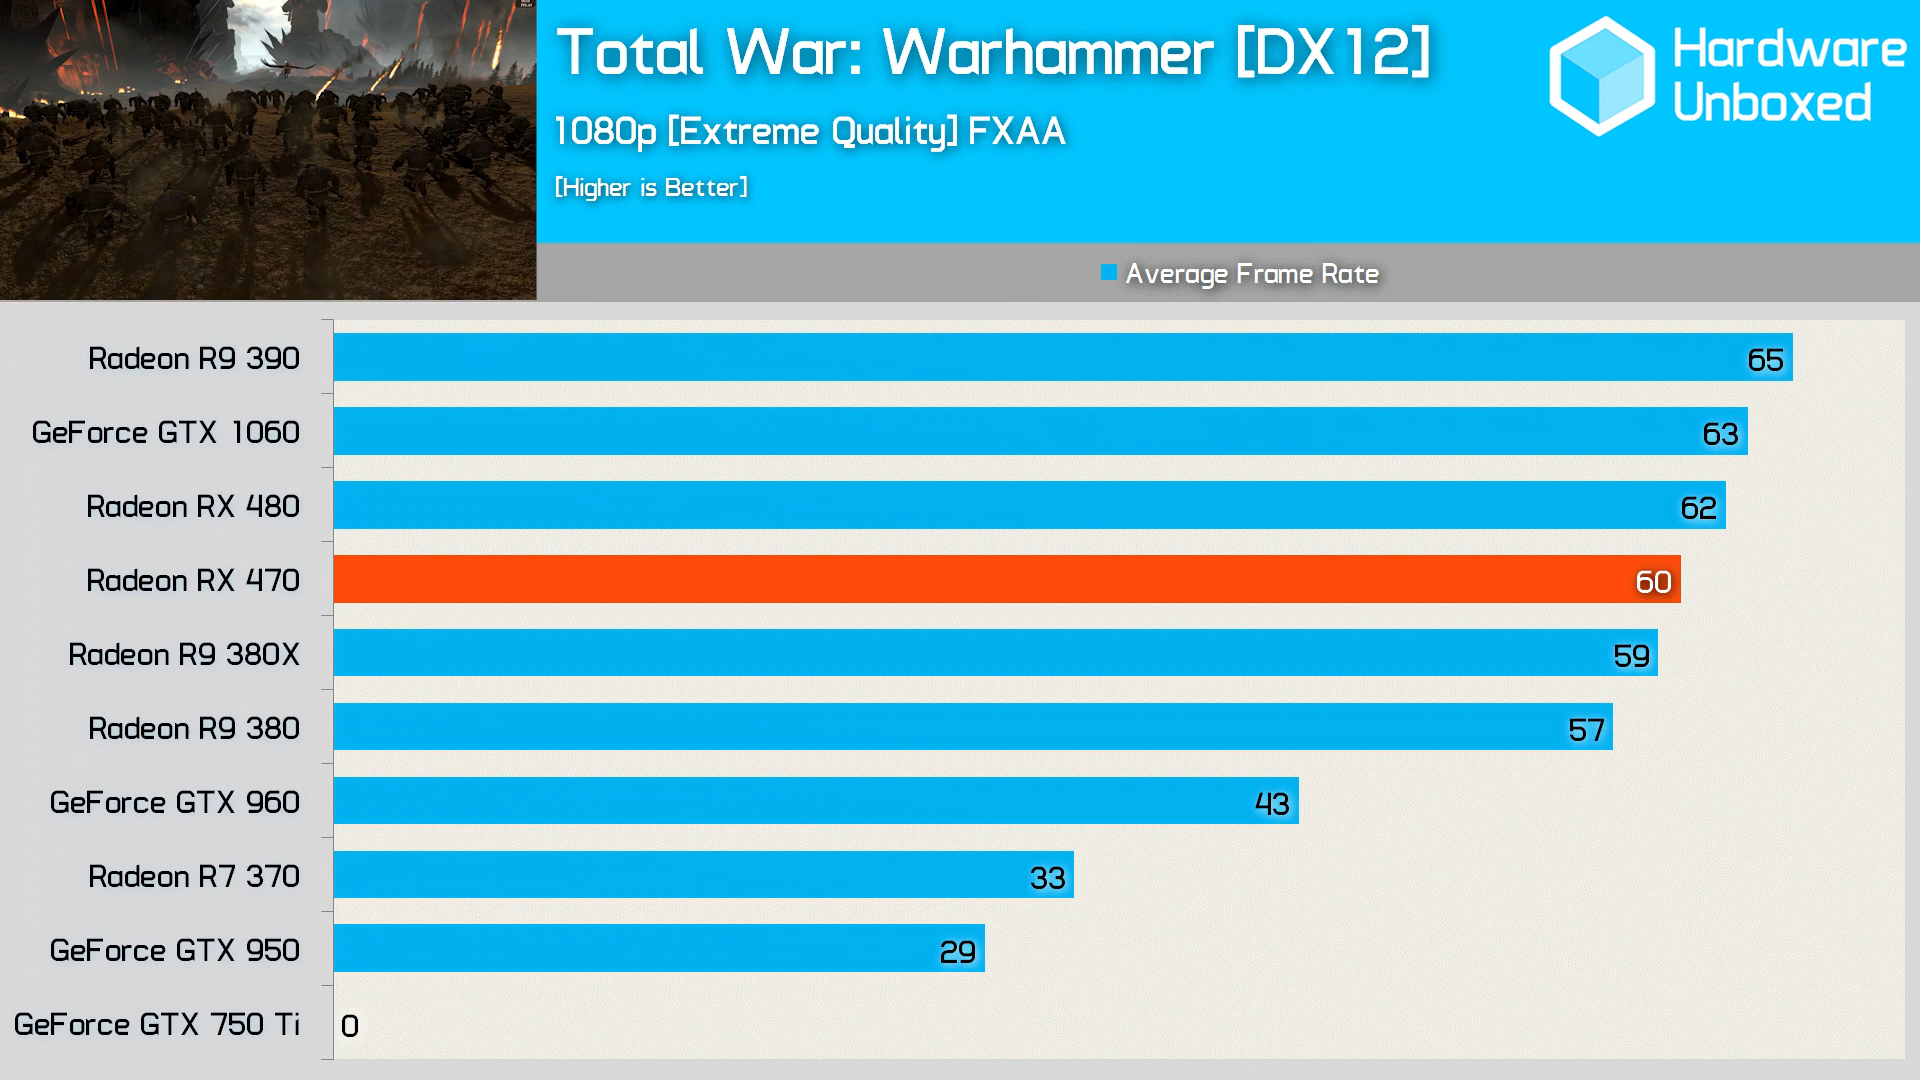 Total War: Warhammer [DX12]
1080p [Extreme Quality] FXAA
[Higher is Better]
Hardware
Unboxed
Average Frame Rate
Radeon R9 390 65
GeForce GTX 1060 63
Radeon RX 480 62
Radeon RX 470 60
Radeon R9 380X 59
Radeon R9 380 57
GeForce GTX 960 43
Radeon R7 370 33
GeForce GTX 950 29
GeForce GTX 750 Ti 0